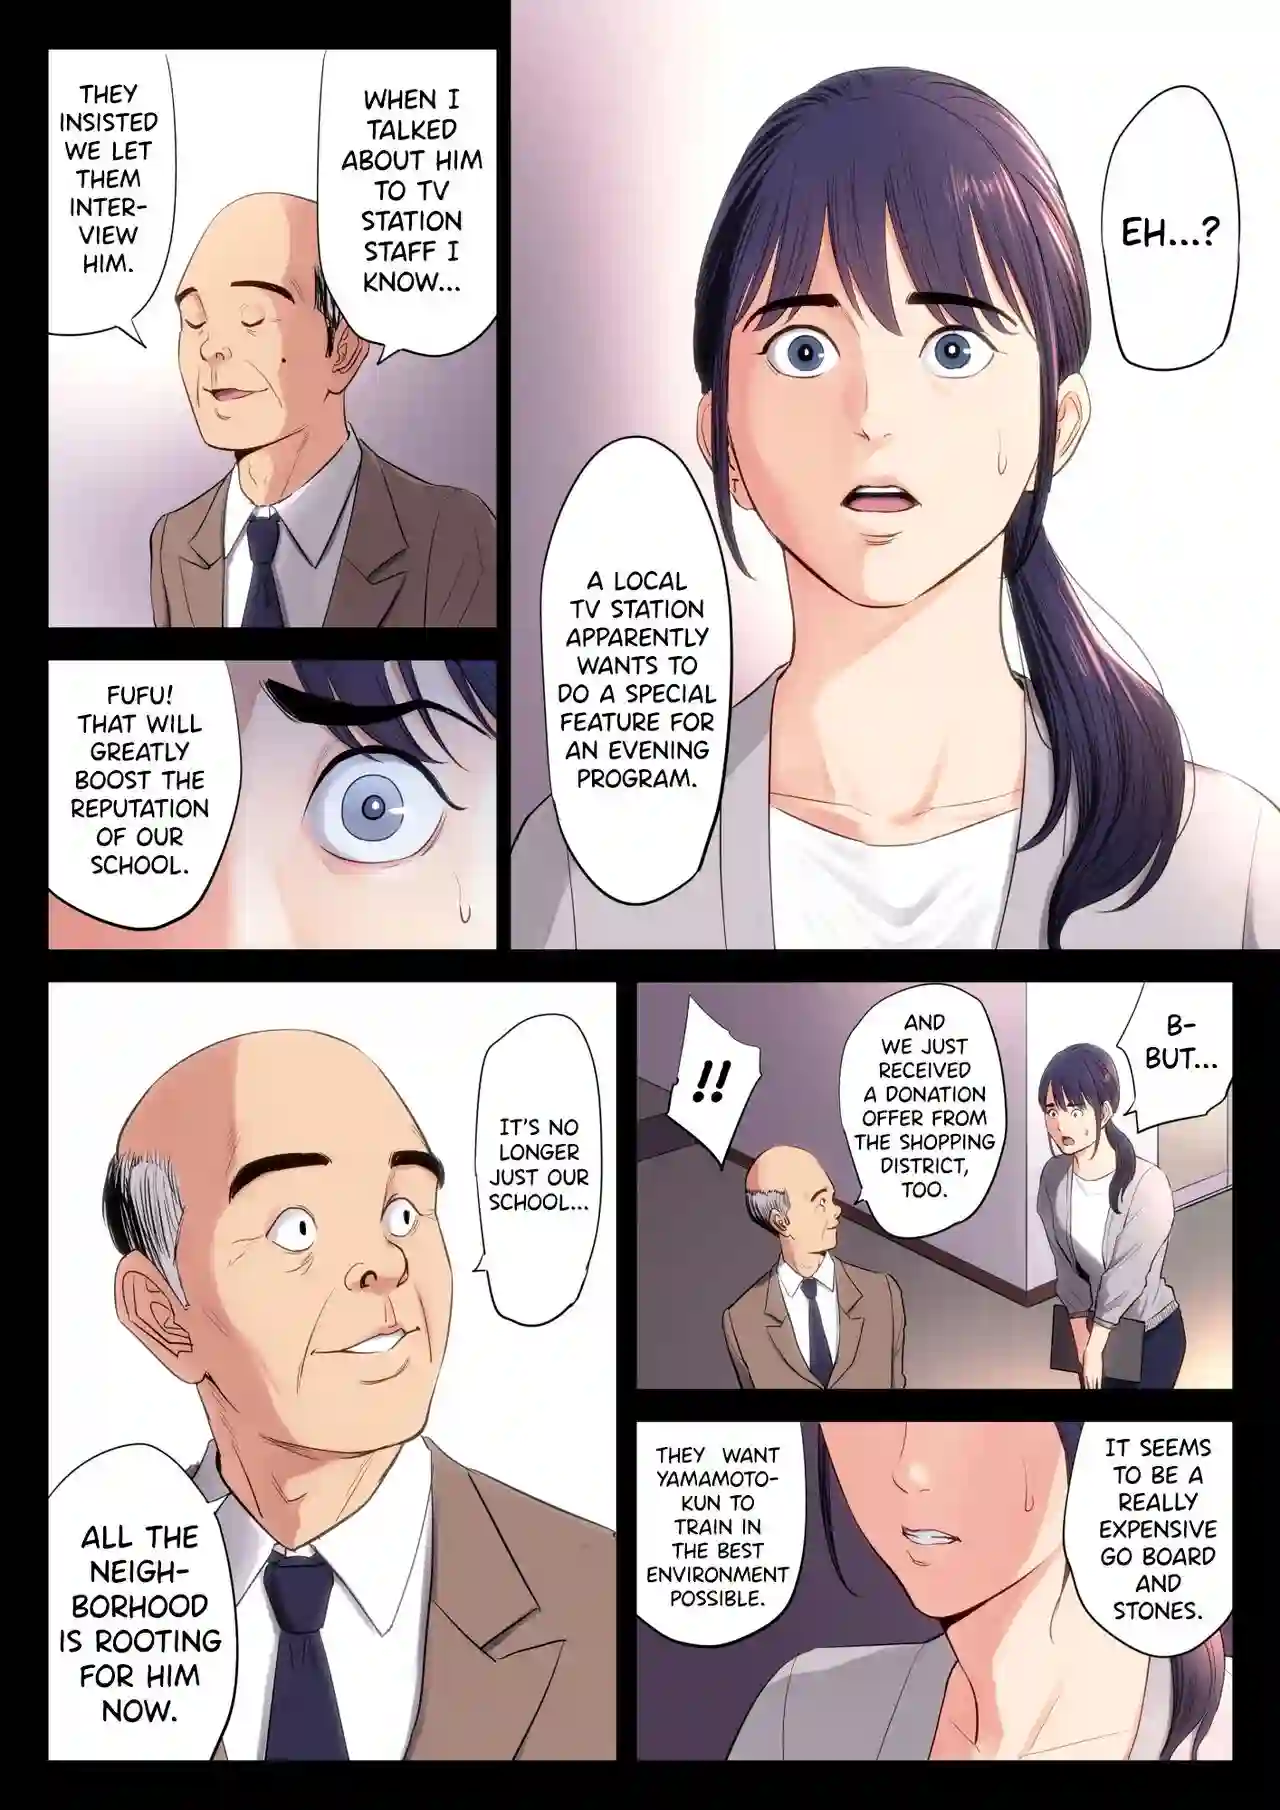 EH...?
A LOCAL
TV STATION
APPARENTLY
WANTS TO
DO A SPECIAL
FEATURE FOR
AN EVENING
PROGRAM.
WHEN I
TALKED
ABOUT HIM
TO TV
STATION
STAFF I
KNOW...
THEY
INSISTED
WE LET
THEM
INTER-
VIEW
HIM.
FUFU!
THAT WILL
GREATLY
BOOST THE
REPUTATION
OF OUR
SCHOOL.
B-
BUT...
AND
WE JUST
RECEIVED
A DONATION
OFFER FROM
THE SHOPPING
DISTRICT,
TOO.
!!
IT SEEMS
TO BE A
REALLY
EXPENSIVE
GO BOARD
AND
STONES.
THEY WANT
YAMAMOTO-
KUN TO
TRAIN IN
THE BEST
ENVIRONMENT
POSSIBLE.
IT'S NO
LONGER
JUST OUR
SCHOOL...
ALL THE
NEIGH-
BORHOOD
IS ROOTING
FOR HIM
NOW.